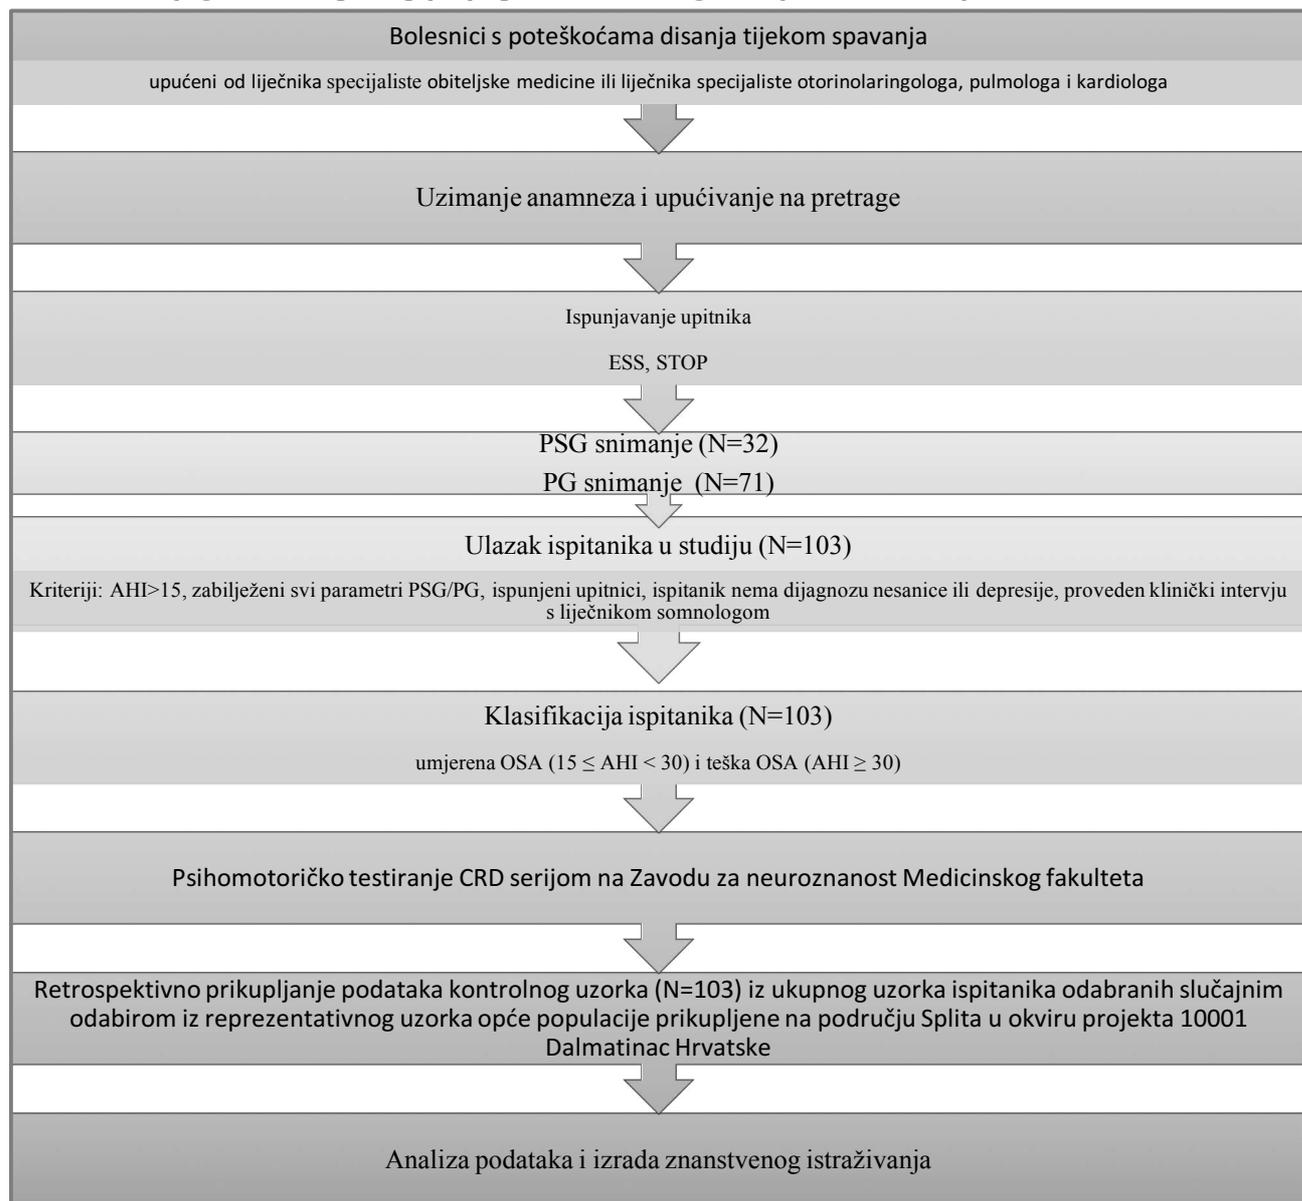 Bolesnici s poteškoćama disanja tijekom spavanja
upućeni od liječnika specijaliste obiteljske medicine ili liječnika specijaliste otorinolaringologa, pulmologa i kardiologa
Uzimanje anamneza i upućivanje na pretrage
Ispunjavanje upitnika
ESS, STOP
PSG snimanje (N=32)
PG snimanje (N=71)
Ulazak ispitanika u studiju (N=103)
Kriteriji: AHI>15, zabilježeni svi parametri PSG/PG, ispunjeni upitnici, ispitanik nema dijagnozu nesanice ili depresije, proveden klinički intervju
s liječnikom somnologom
Klasifikacija ispitanika (N=103)
umjerena OSA (15 ≤ AHI < 30) i teška OSA (AHI ≥ 30)
Psihomotoričko testiranje CRD serijom na Zavodu za neuroznanost Medicinskog fakulteta
Retrospektivno prikupljanje podataka kontrolnog uzorka (N=103) iz ukupnog uzorka ispitanika odabranih slučajnim
odabirom iz reprezentativnog uzorka opće populacije prikupljene na području Splita u okviru projekta 10001
Dalmatinac Hrvatske
Analiza podataka i izrada znanstvenog istraživanja